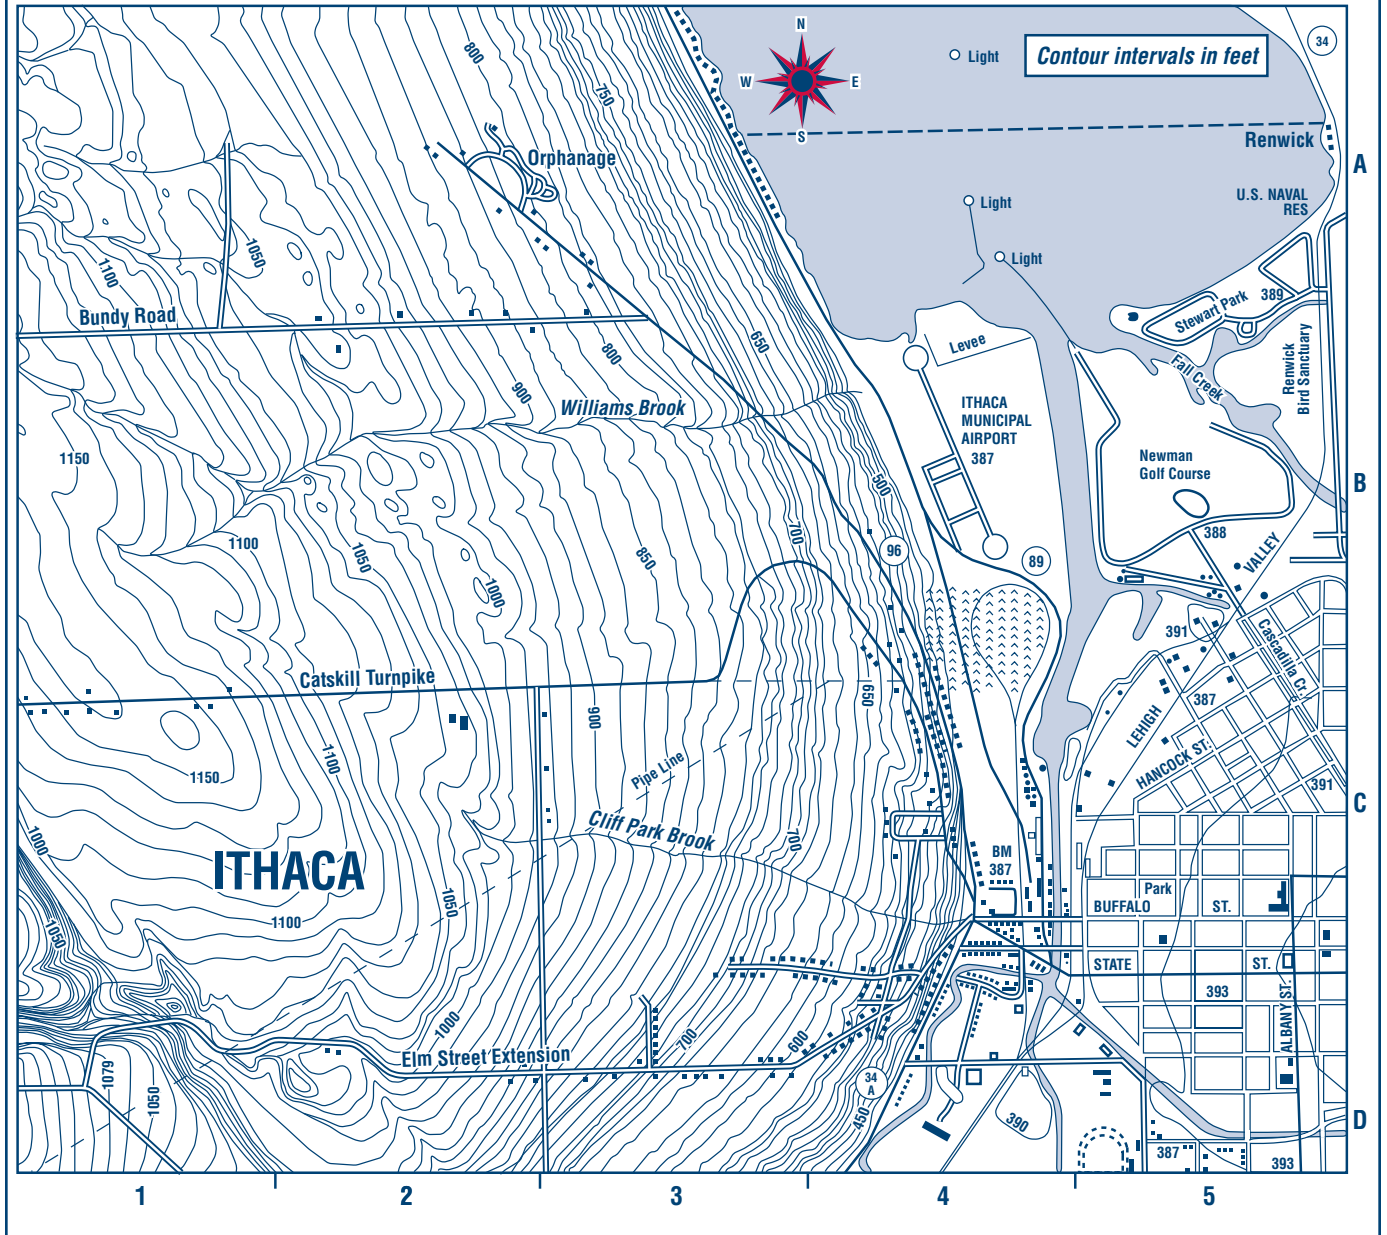 N
Light
Contour intervals in feet
34
800
750
W
E
S
Renwick
A
Orphanage
U.S. NAVAL
RES
Light
1050
1100
Light
389
Stewart Park
Bundy Road
650
800
Levee
Fall Creek
Renwick
Bird Sanctuary
900
Williams Brook
ITHACA
MUNICIPAL
AIRPORT
387
1150
Newman
Golf Course
500
B
700
388
1100
1050
850
96
89
VALLEY
1000
391
Cascadilla Cr.
Catskill Turnpike
650
387
900
LEHIGH
HANCOCK ST.
1100
1150
Pipe Line
391
C
Cliff Park Brook
1000
700
BM
387
ITHACA
Park
1050
BUFFALO
ST.
1100
1050
STATE
ST.
393
1000
700
600
ALBANY ST.
Elm Street Extension
1079
34
A
1050
450
390
D
387
393
1
2
3
4
5